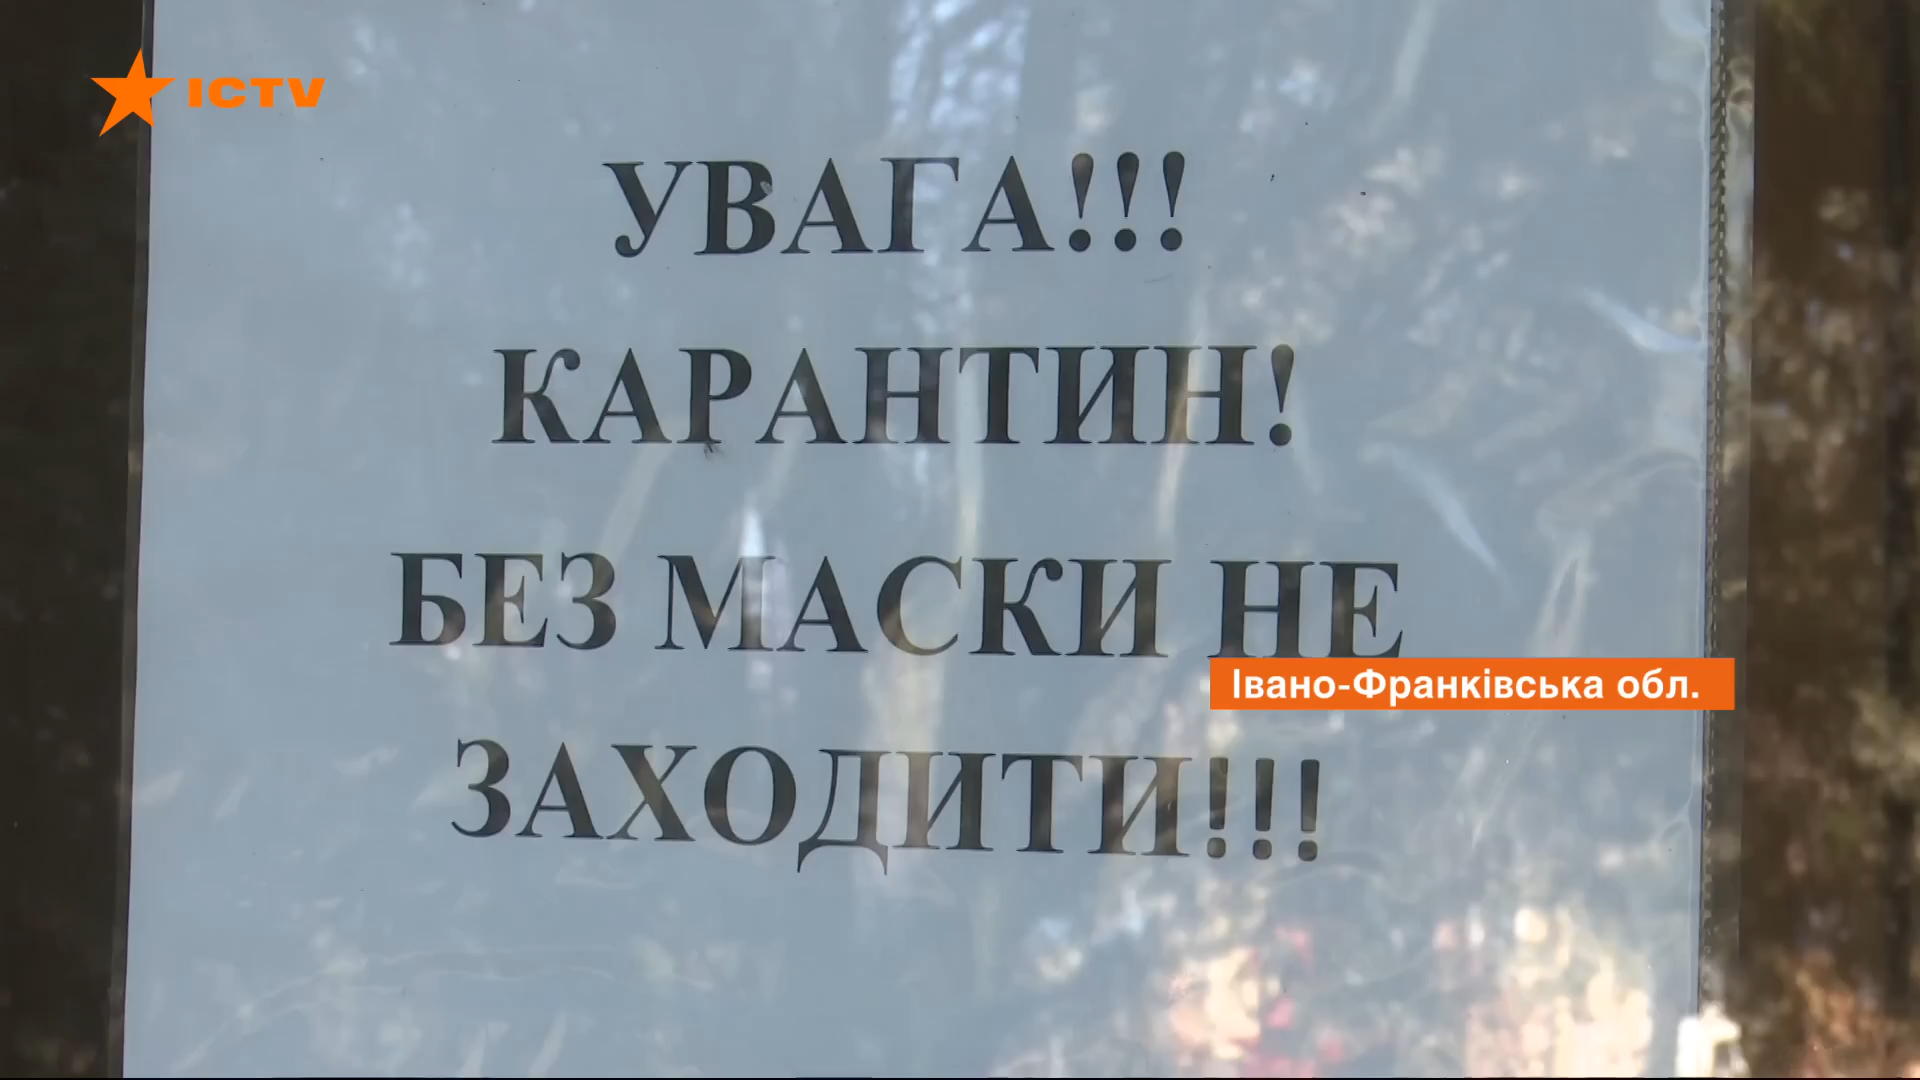 ICTV
УВАГА!!!
КАРАНТИН!
БЕЗ МАСКИ НЕ
Івано-Франківська обл.
ЗАХОДИТИ!!!